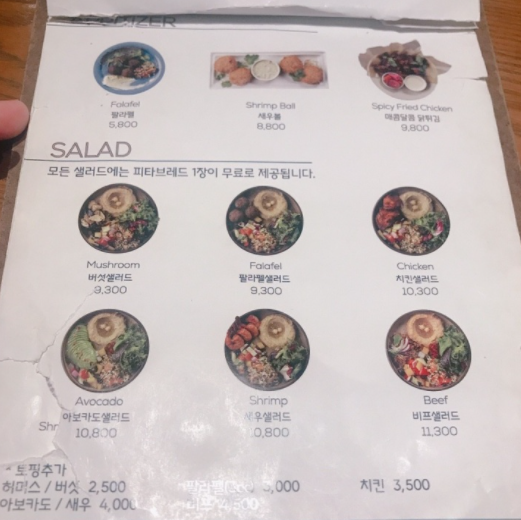 Falafel
팔라펠
5,800
Shrimp Ball
새우볼
8,800
Spicy Fried Chicken
매콤달콤 닭튀김
9,800
SALAD
모든 샐러드에는 피타브레드 1장이 무료로 제공됩니다.
Mushroom
버섯샐러드
9,300
Falafel
팔라펠샐러드
9,300
Chicken
치킨샐러드
10,300
Avocado
아보카도샐러드
10,800
Shrimp
새우샐러드
10,800
Beef
비프샐러드
11,300
Shr
토핑추가
허머스 / 버섯 2,500
치킨 3,500
아보카도 / 새우 4,000